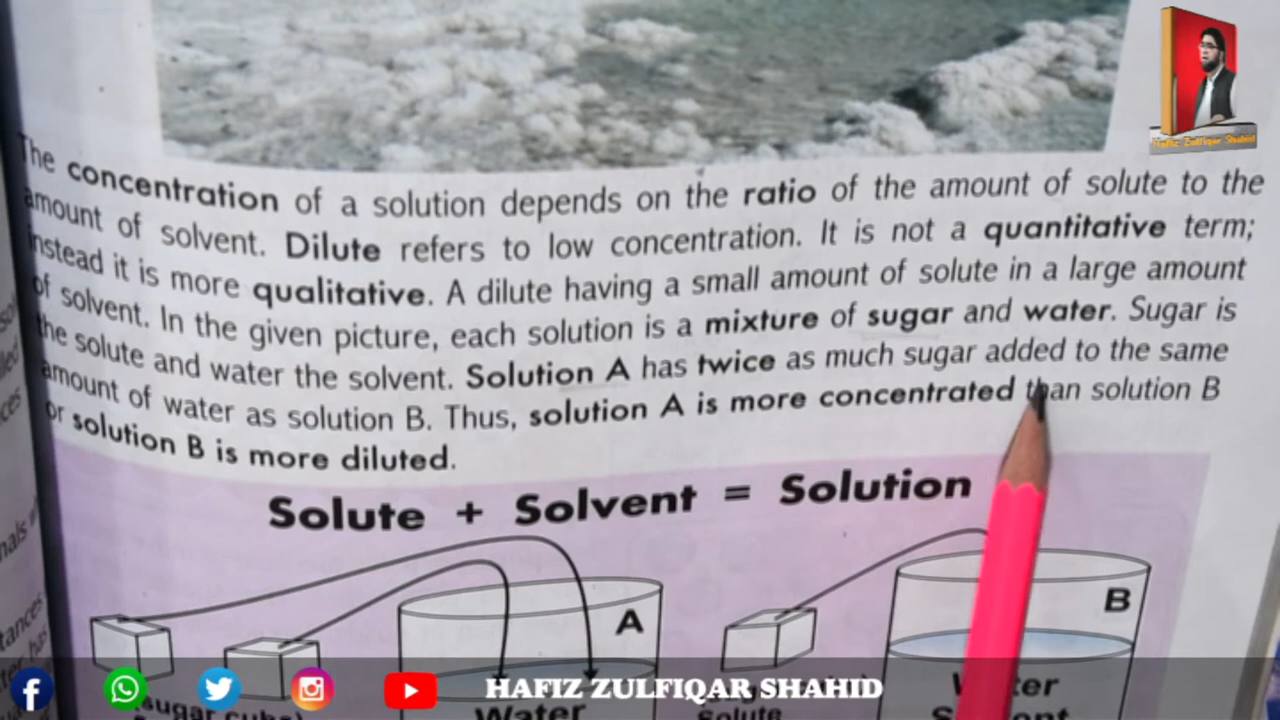 Hafiz Zulfiqar Shahid
The concentration of a solution depends on the ratio of the amount of solute to the
amount of solvent. Dilute refers to low concentration. It is not a quantitative term;
instead it is more qualitative. A dilute having a small amount of solute in a large amount
of solvent. In the given picture, each solution is a mixture of sugar and water. Sugar is
the solute and water the solvent. Solution A has twice as much sugar added to the same
amount of water as solution B. Thus, solution A is more concentrated than solution B
or solution B is more diluted.
Solute + Solvent = Solution
A
B
HAFIZ ZULFIQAR SHAHID
Water
Solute